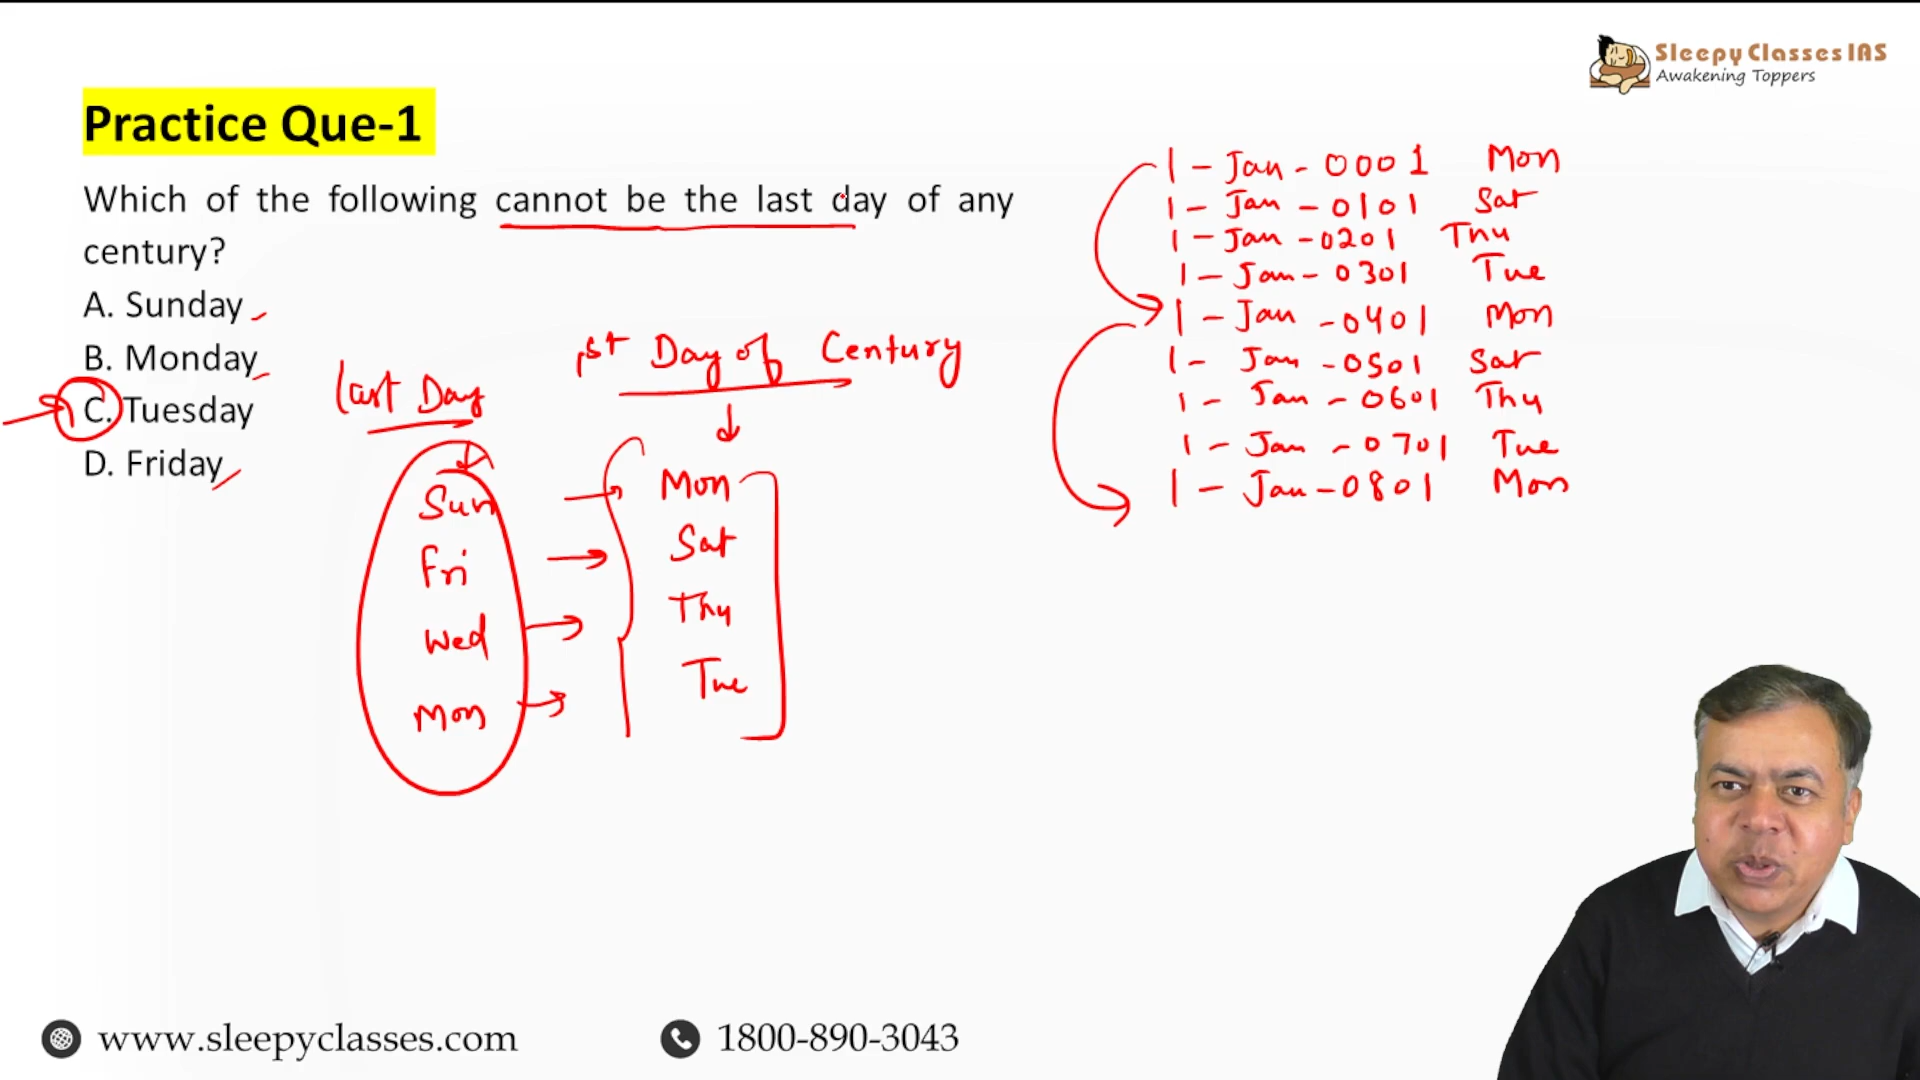 Sleepy Classes IAS
Awakening Toppers
Practice Que-1
Which of the following cannot be the last day of any
century?
A. Sunday
B. Monday
C. Tuesday
D. Friday
1st Day of Century
Last Day
Sun → Mon
Fri → Sat
Wed → Thu
Mon → Tue
1 - Jan - 0001 Mon
1 - Jan - 0101 Sat
1 - Jan - 0201 Thu
1 - Jan - 0301 Tue
1 - Jan - 0401 Mon
1 - Jan - 0501 Sat
1 - Jan - 0601 Thu
1 - Jan - 0701 Tue
1 - Jan - 0801 Mon
www.sleepyclasses.com
1800-890-3043